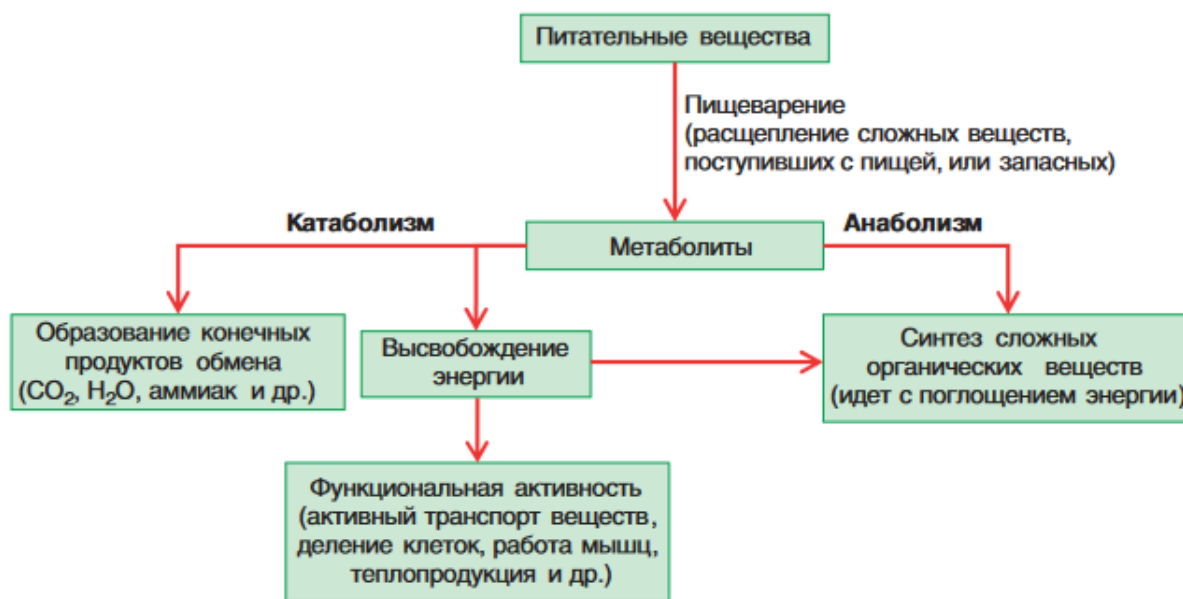 Питательные вещества
Пищеварение
(расщепление сложных веществ,
поступивших с пищей, или запасных)
Катаболизм
Метаболиты
Анаболизм
Образование конечных
продуктов обмена
(CO₂, H₂O, аммиак и др.)
Высвобождение
энергии
Синтез сложных
органических веществ
(идет с поглощением энергии)
Функциональная активность
(активный транспорт веществ,
деление клеток, работа мышц,
теплопродукция и др.)